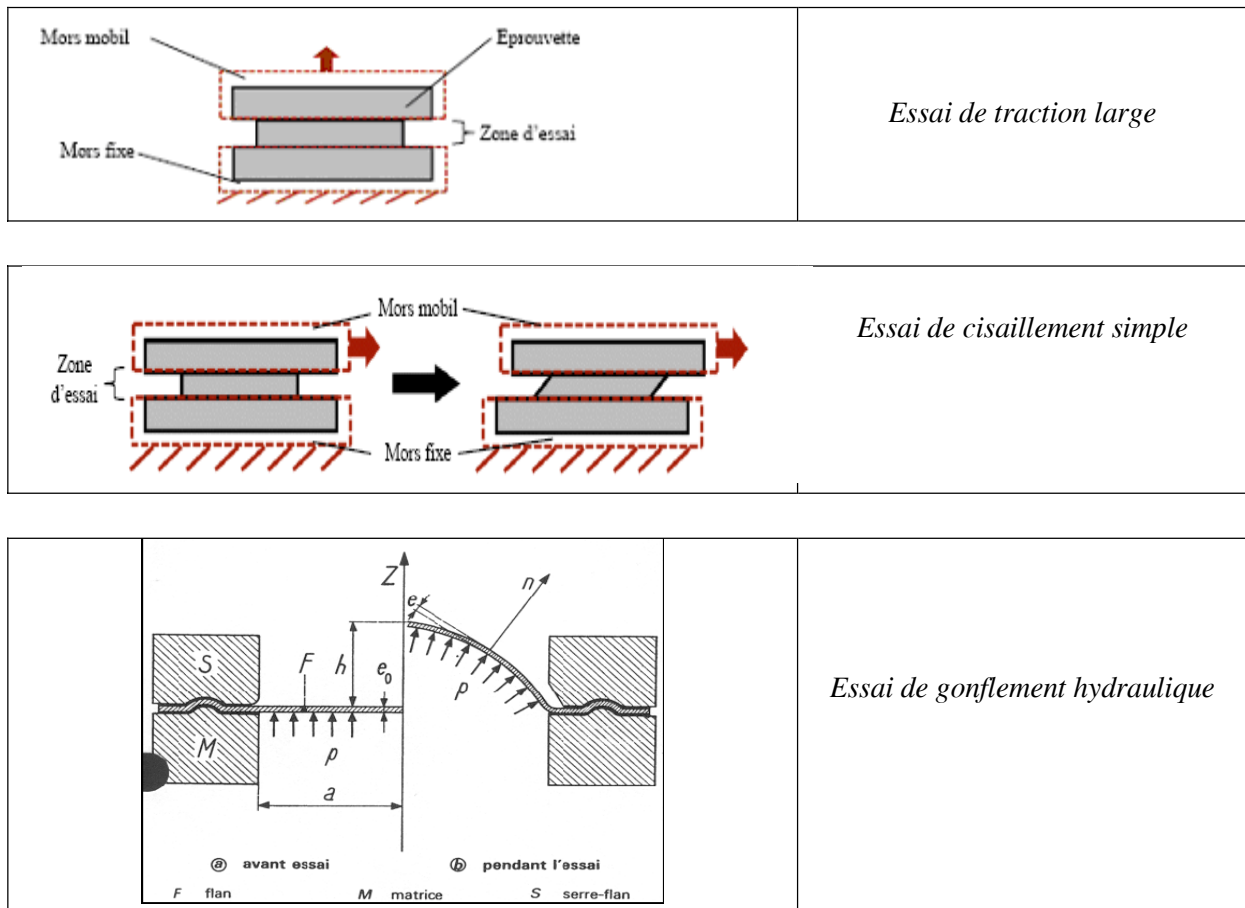 Mors mobil
Eprouvette
Essai de traction large
Zone d'essai
Mors fixe
Mors mobil
Essai de cisaillement simple
Zone
d'essai
Mors fixe
Z
n
e
S
F
h
e0
p
Essai de gonflement hydraulique
M
p
a
a avant essai
b pendant l'essai
F flan
M matrice
S serre-flan